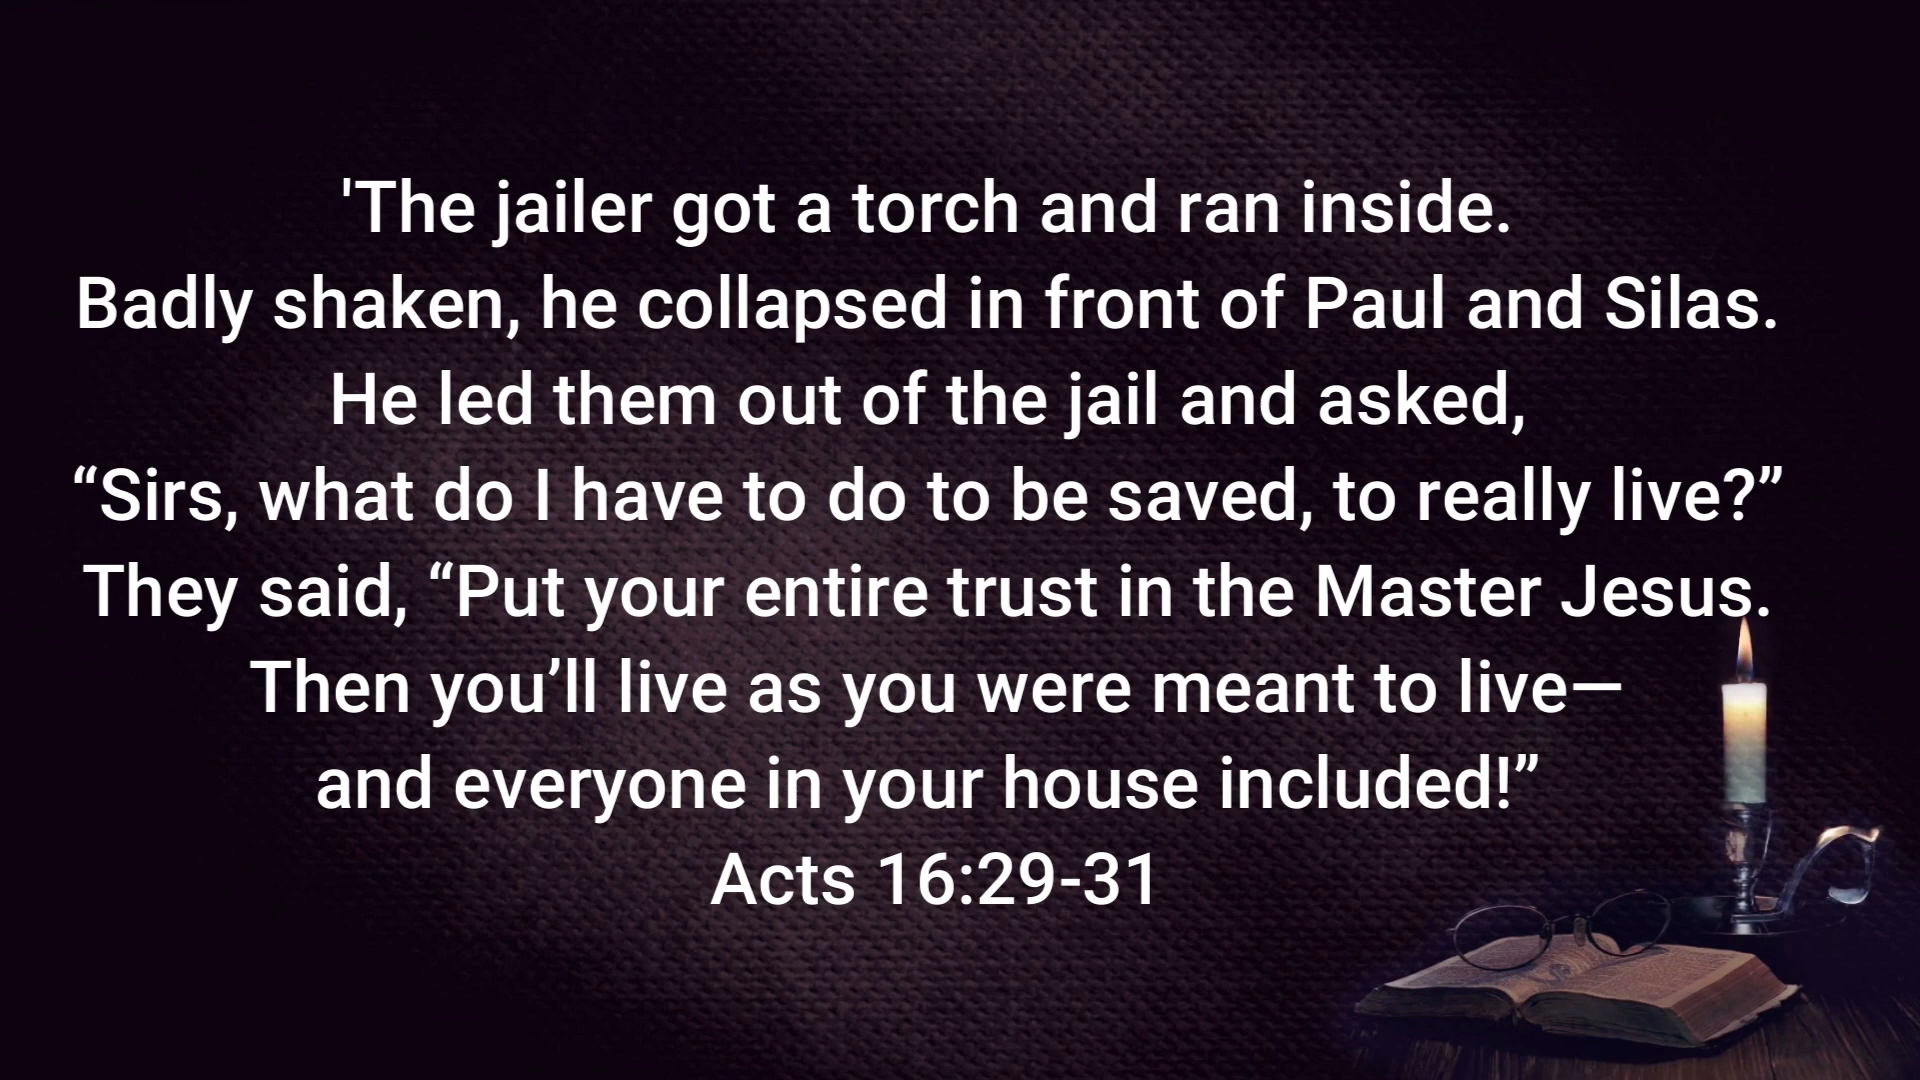 'The jailer got a torch and ran inside.
Badly shaken, he collapsed in front of Paul and Silas.
He led them out of the jail and asked,
“Sirs, what do I have to do to be saved, to really live?”
They said, “Put your entire trust in the Master Jesus.
Then you’ll live as you were meant to live—
and everyone in your house included!”
Acts 16:29-31